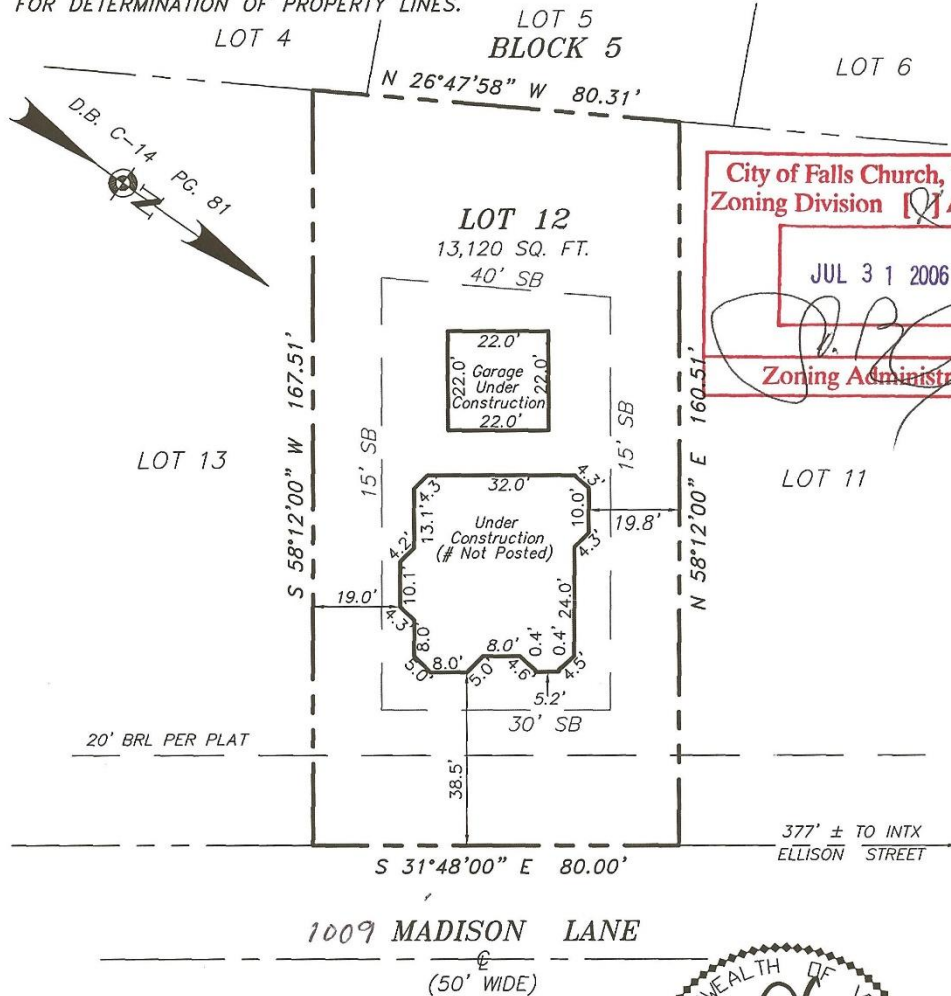 FOR DETERMINATION OF PROPERTY LINES.
LOT 4
LOT 5
BLOCK 5
LOT 6
N 26°47'58" W 80.31'
D.B. C-14 PG. 81
N
City of Falls Church,
Zoning Division
JUL 31 2006
Zoning Administr
LOT 12
13,120 SQ. FT.
40' SB
22.0'
22.0'
22.0'
22.0'
Garage
Under
Construction
S 58°12'00" W 167.51'
N 58°12'00" E 160.51'
15' SB
15' SB
LOT 13
LOT 11
4.3'
32.0'
4.3'
13.1'
10.0'
19.8'
Under
Construction
(# Not Posted)
4.2'
4.3'
10.1'
24.0'
19.0'
4.3'
8.0'
8.0'
0.4'
0.4'
5.0'
8.0'
5.0'
4.6'
4.5'
5.2'
30' SB
20' BRL PER PLAT
38.5'
377' ± TO INTX
ELLISON STREET
S 31°48'00" E 80.00'
1009 MADISON LANE
℄
(50' WIDE)
WEALTH OF